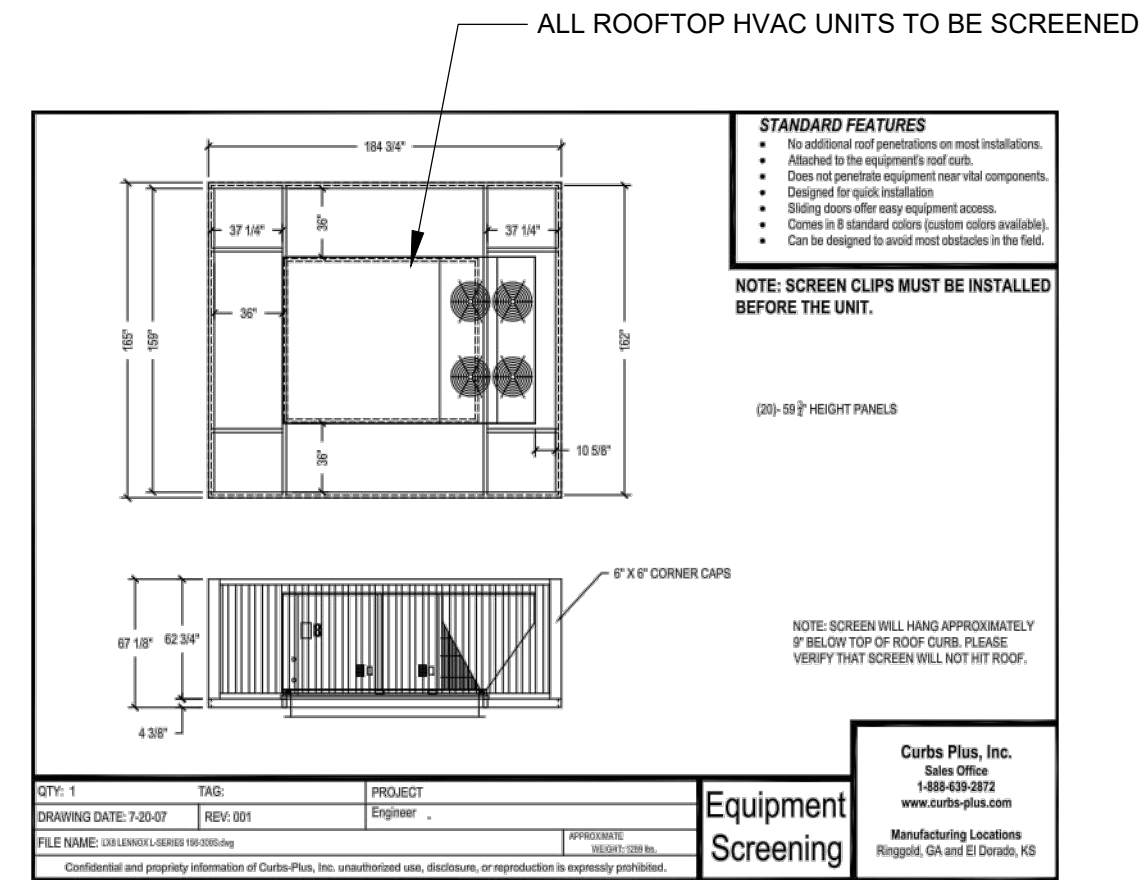 ALL ROOFTOP HVAC UNITS TO BE SCREENED
184 3/4"
37 1/4"
36"
37 1/4"
36"
165"
159"
162"
36"
10 5/8"
STANDARD FEATURES
▪ No additional roof penetrations on most installations.
▪ Attached to the equipment's roof curb.
▪ Does not penetrate equipment near vital components.
▪ Designed for quick installation
▪ Sliding doors offer easy equipment access.
▪ Comes in 8 standard colors (custom colors available).
▪ Can be designed to avoid most obstacles in the field.
NOTE: SCREEN CLIPS MUST BE INSTALLED
BEFORE THE UNIT.
(20)- 59 HEIGHT PANELS
6" X 6" CORNER CAPS
67 1/8"
62 3/4"
4 3/8"
NOTE: SCREEN WILL HANG APPROXIMATELY
9" BELOW TOP OF ROOF CURB. PLEASE
VERIFY THAT SCREEN WILL NOT HIT ROOF.
QTY: 1
TAG:
PROJECT
DRAWING DATE: 7-20-07
REV: 001
Engineer
FILE NAME: LX8 LENNOX L-SERIES
APPROXIMATE
WEIGHT:
Confidential and propriety information of Curbs-Plus, Inc. unauthorized use, disclosure, or reproduction is expressly prohibited.
Equipment
Screening
Curbs Plus, Inc.
Sales Office
1-888-639-2872
www.curbs-plus.com
Manufacturing Locations
Ringgold, GA and El Dorado, KS